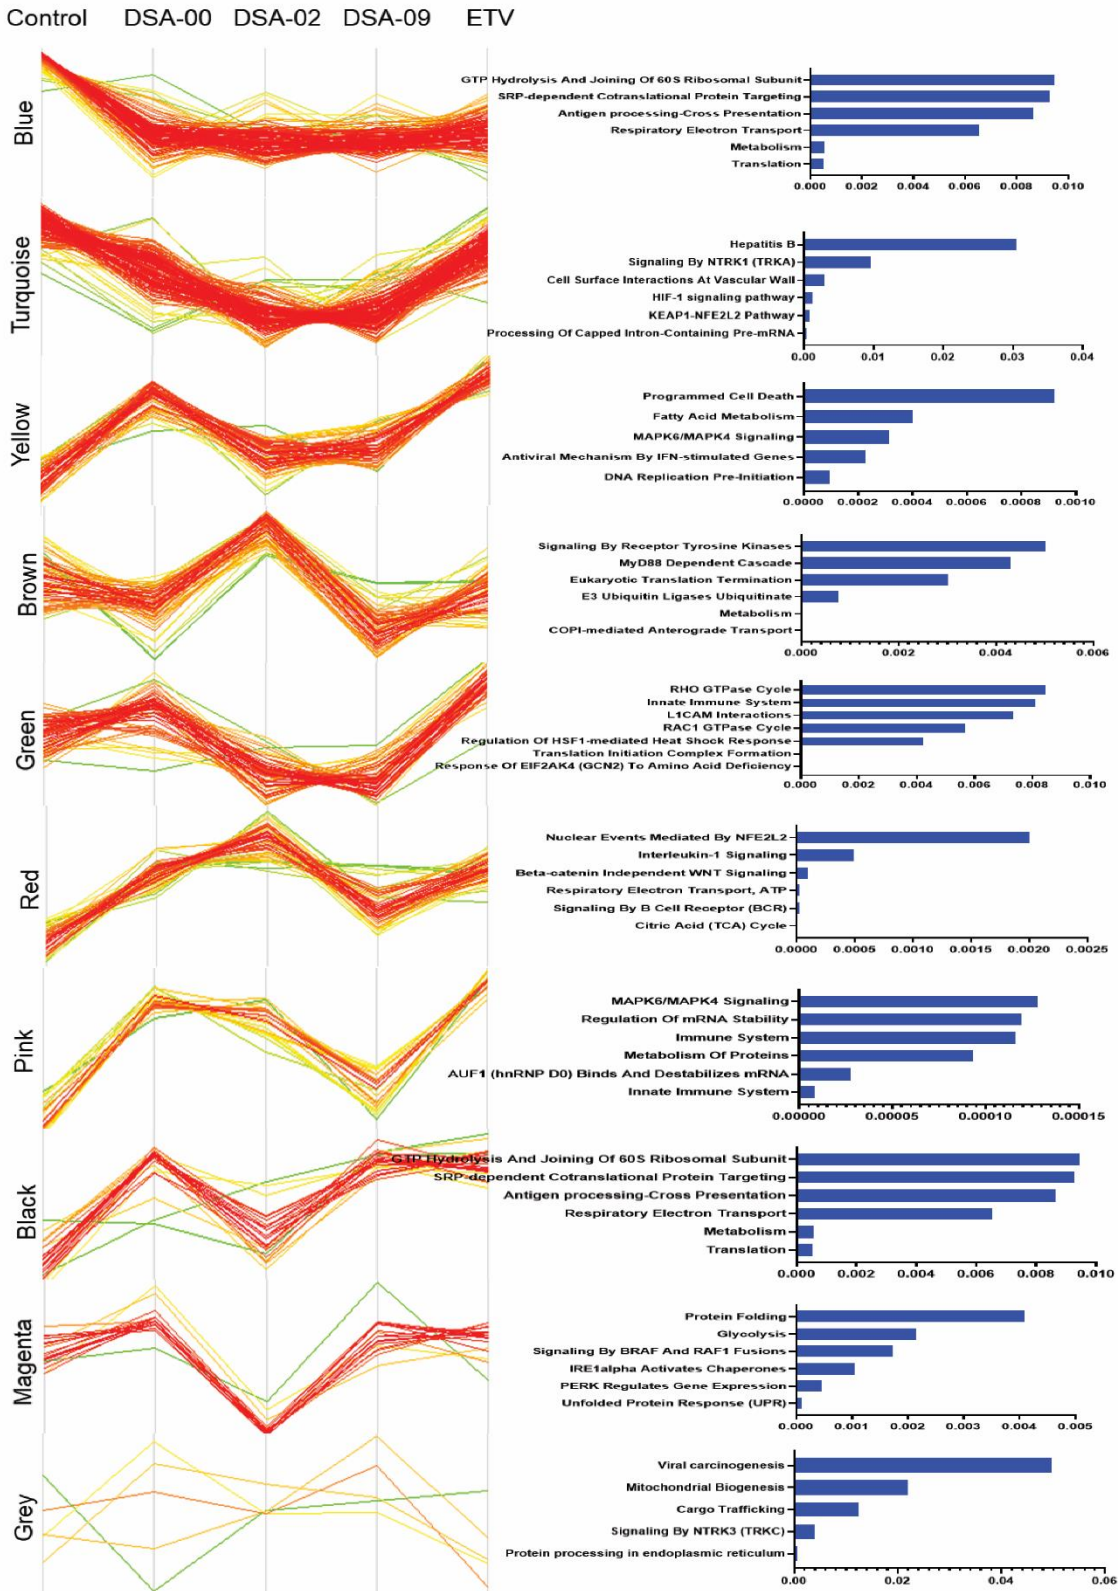 Control DSA-00 DSA-02 DSA-09 ETV
Blue
GTP Hydrolysis And Joining Of 60S Ribosomal Subunit
SRP-dependent Cotranslational Protein Targeting
Antigen processing-Cross Presentation
Respiratory Electron Transport
Metabolism
Translation
0.000 0.002 0.004 0.006 0.008 0.010
Turquoise
Hepatitis B
Signaling By NTRK1 (TRKA)
Cell Surface Interactions At Vascular Wall
HIF-1 signaling pathway
KEAP1-NFE2L2 Pathway
Processing Of Capped Intron-Containing Pre-mRNA
0.00 0.01 0.02 0.03 0.04
Yellow
Programmed Cell Death
Fatty Acid Metabolism
MAPK6/MAPK4 Signaling
Antiviral Mechanism By IFN-stimulated Genes
DNA Replication Pre-Initiation
0.0000 0.0002 0.0004 0.0006 0.0008 0.0010
Brown
Signaling By Receptor Tyrosine Kinases
MyD88 Dependent Cascade
Eukaryotic Translation Termination
E3 Ubiquitin Ligases Ubiquitinate
Metabolism
COPI-mediated Anterograde Transport
0.000 0.002 0.004 0.006
Green
RHO GTPase Cycle
Innate Immune System
L1CAM Interactions
RAC1 GTPase Cycle
Regulation Of HSF1-mediated Heat Shock Response
Translation Initiation Complex Formation
Response Of EIF2AK4 (GCN2) To Amino Acid Deficiency
0.000 0.002 0.004 0.006 0.008 0.010
Red
Nuclear Events Mediated By NFE2L2
Interleukin-1 Signaling
Beta-catenin Independent WNT Signaling
Respiratory Electron Transport, ATP
Signaling By B Cell Receptor (BCR)
Citric Acid (TCA) Cycle
0.0000 0.0005 0.0010 0.0015 0.0020 0.0025
Pink
MAPK6/MAPK4 Signaling
Regulation Of mRNA Stability
Immune System
Metabolism Of Proteins
AUF1 (hnRNP D0) Binds And Destabilizes mRNA
Innate Immune System
0.00000 0.00005 0.00010 0.00015
Black
GTP Hydrolysis And Joining Of 60S Ribosomal Subunit
SRP-dependent Cotranslational Protein Targeting
Antigen processing-Cross Presentation
Respiratory Electron Transport
Metabolism
Translation
0.000 0.002 0.004 0.006 0.008 0.010
Magenta
Protein Folding
Glycolysis
Signaling By BRAF And RAF1 Fusions
IRE1alpha Activates Chaperones
PERK Regulates Gene Expression
Unfolded Protein Response (UPR)
0.000 0.001 0.002 0.003 0.004 0.005
Grey
Viral carcinogenesis
Mitochondrial Biogenesis
Cargo Trafficking
Signaling By NTRK3 (TRKC)
Protein processing in endoplasmic reticulum
0.00 0.02 0.04 0.06